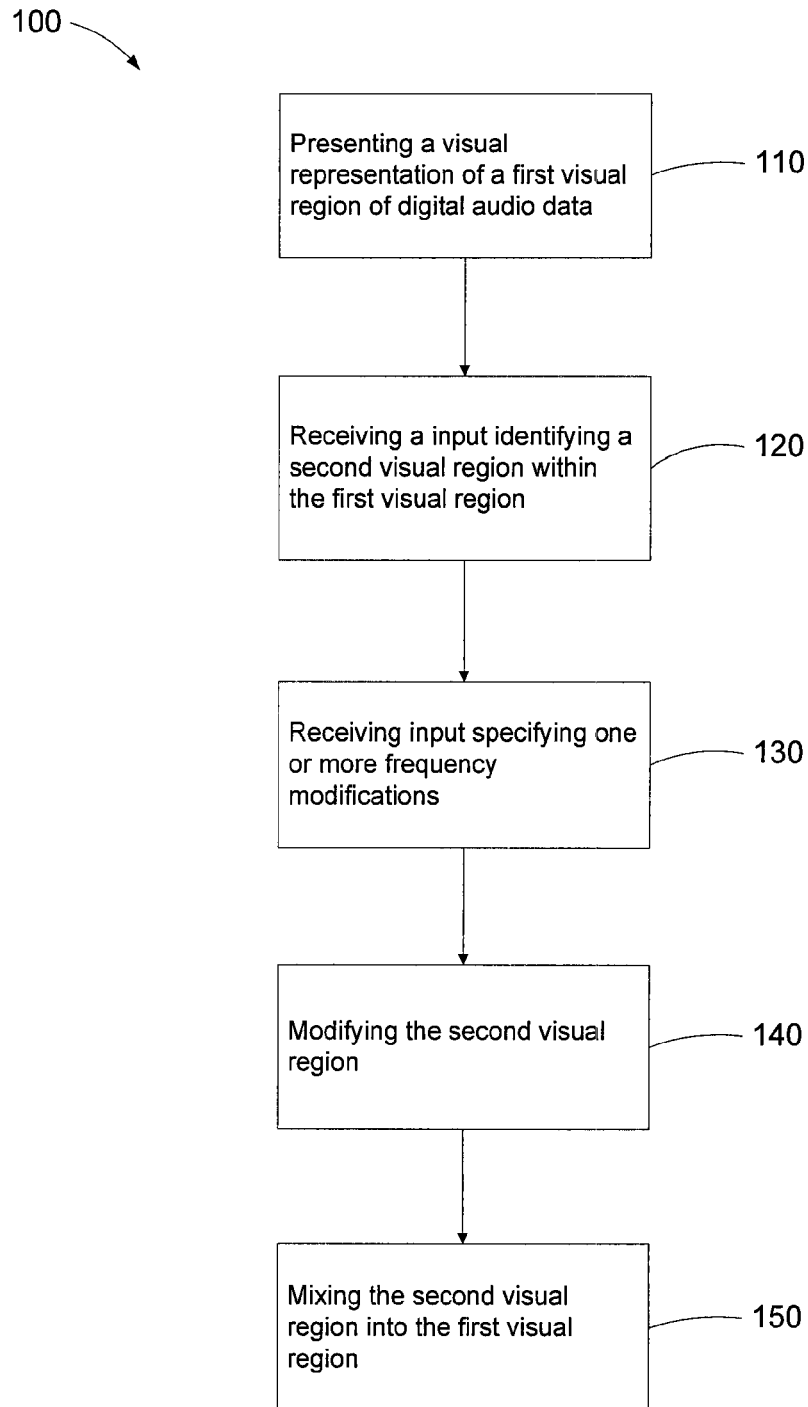 100
Presenting a visual
representation of a first visual
region of digital audio data
110
Receiving a input identifying a
second visual region within
the first visual region
120
Receiving input specifying one
or more frequency
modifications
130
Modifying the second visual
region
140
Mixing the second visual
region into the first visual
region
150